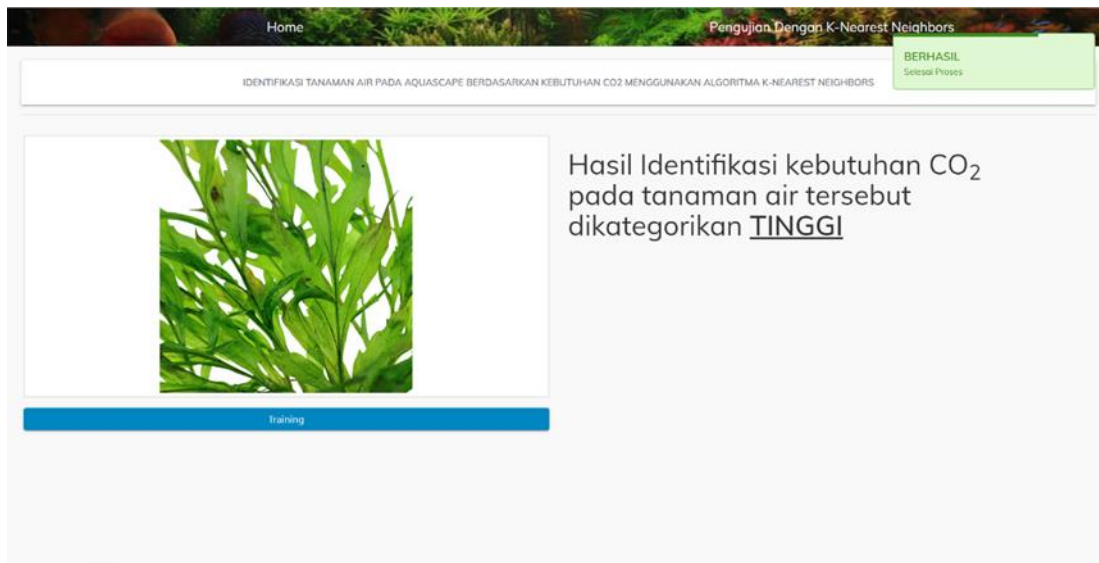 Home
Pengujian Dengan K-Nearest Neighbors
BERHASIL
Selesai Proses
IDENTIFIKASI TANAMAN AIR PADA AQUASCAPE BERDASARKAN KEBUTUHAN CO2 MENGGUNAKAN ALGORITMA K-NEAREST NEIGHBORS
Hasil Identifikasi kebutuhan CO₂
pada tanaman air tersebut
dikategorikan TINGGI
Training